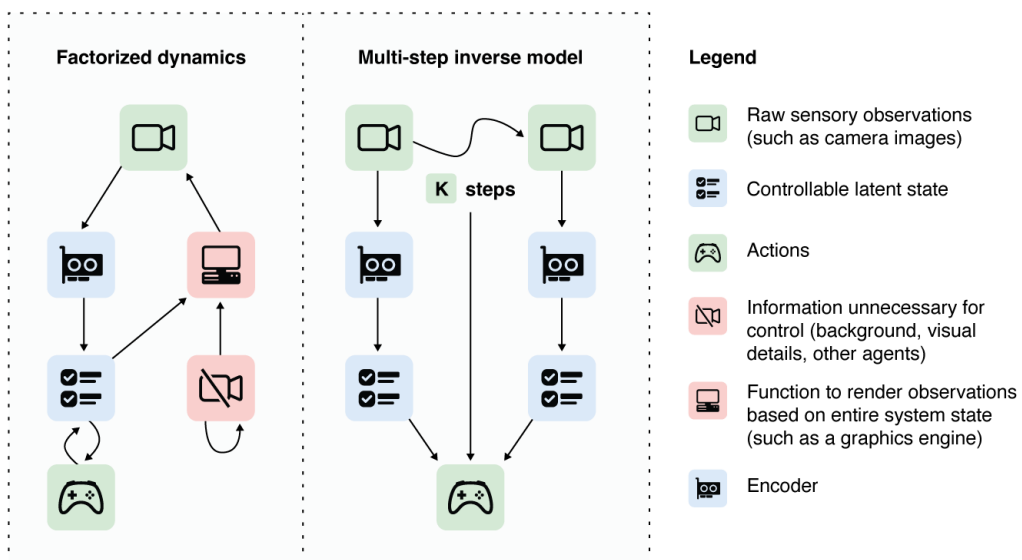 Factorized dynamics
Multi-step inverse model
K steps
Legend
Raw sensory observations
(such as camera images)
Controllable latent state
Actions
Information unnecessary for
control (background, visual
details, other agents)
Function to render observations
based on entire system state
(such as a graphics engine)
Encoder